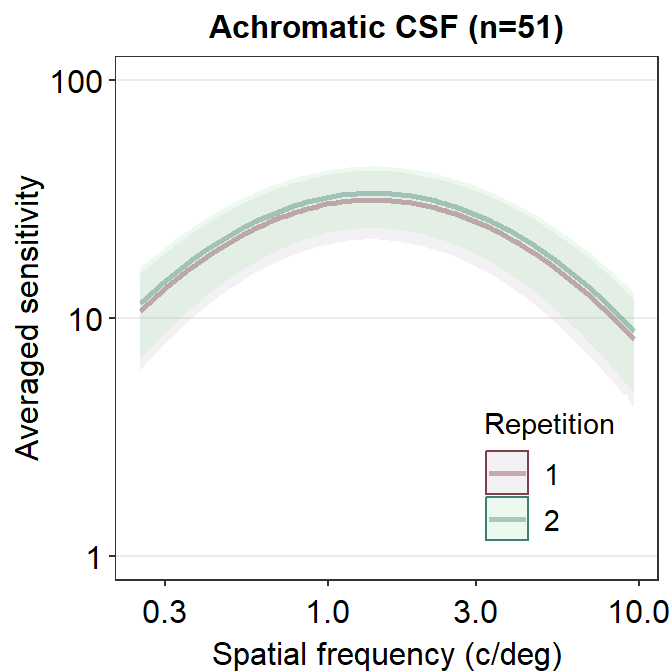 Achromatic CSF (n=51)
Averaged sensitivity
100
10
1
Repetition
1
2
0.3 1.0 3.0 10.0
Spatial frequency (c/deg)